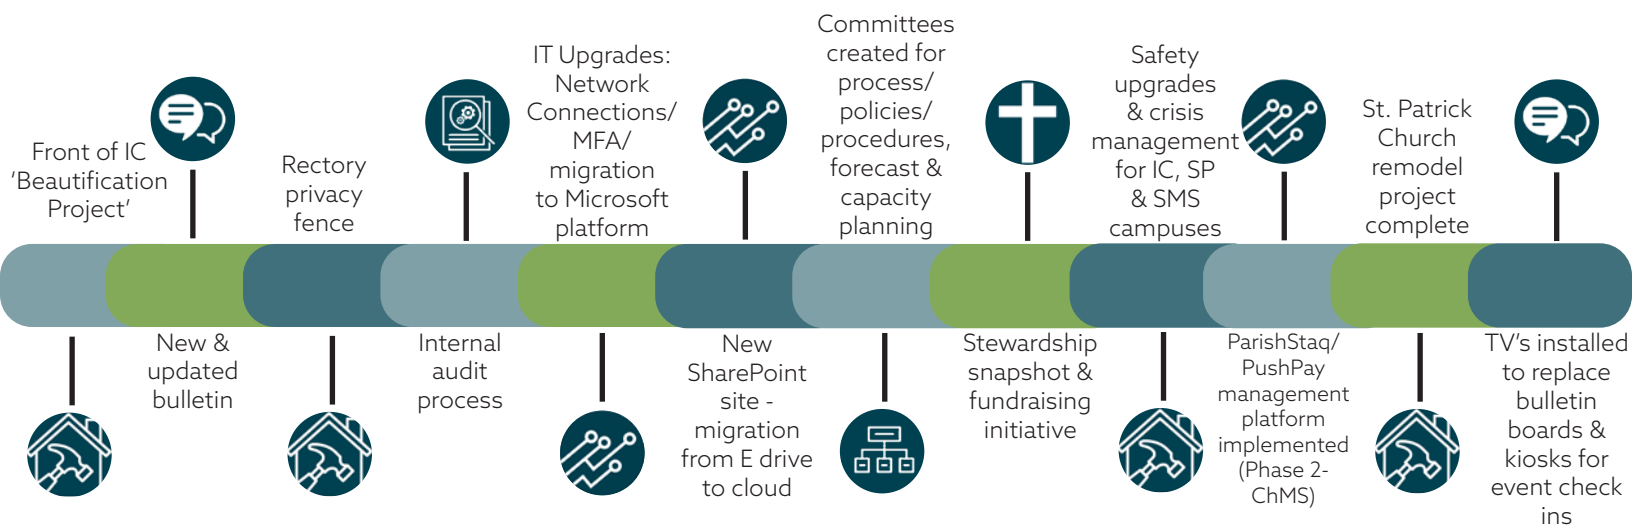 Front of IC
'Beautification
Project'
New &
updated
bulletin
Rectory
privacy
fence
Internal
audit
process
IT Upgrades:
Network
Connections/
MFA/
migration
to Microsoft
platform
New
SharePoint
site -
migration
from E drive
to cloud
Committees
created for
process/
policies/
procedures,
forecast &
capacity
planning
Stewardship
snapshot &
fundraising
initiative
Safety
upgrades
& crisis
management
for IC, SP
& SMS
campuses
ParishStaq/
PushPay
management
platform
implemented
(Phase 2-
ChMS)
St. Patrick
Church
remodel
project
complete
TV's installed
to replace
bulletin
boards &
kiosks for
event check
ins